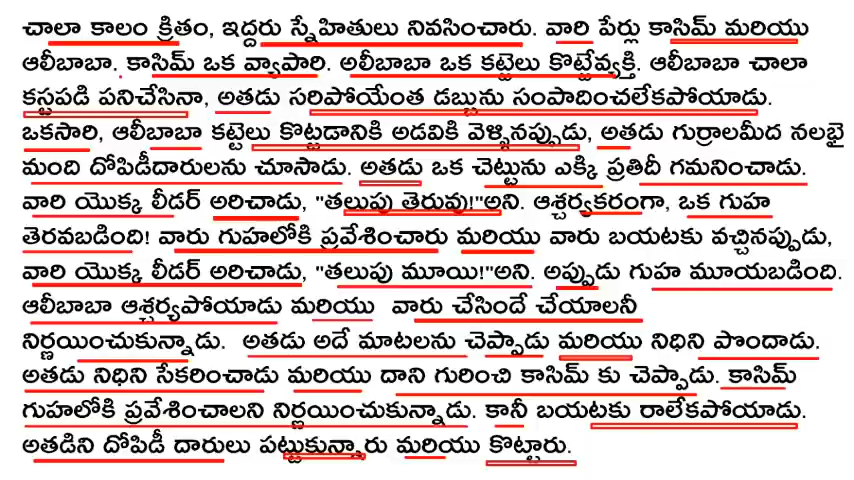 చాలా కాలం క్రితం, ఇద్దరు స్నేహితులు నివసించారు. వారి పేర్లు కాసిమ్ మరియు
ఆలీబాబా. కాసిమ్ ఒక వ్యాపారి. అలీబాబా ఒక కట్టెలు కొట్టేవ్యక్తి. ఆలీబాబా చాలా
కస్టపడి పనిచేసినా, అతడు సరిపోయేంత డబ్బును సంపాదించలేకపోయాడు.
ఒకసారి, ఆలీబాబా కట్టెలు కొట్టడానికి అడవికి వెళ్ళినప్పుడు, అతడు గుర్రాలమీద నలభై
మంది దోపిడీదారులను చూసాడు. అతడు ఒక చెట్టును ఎక్కి ప్రతిదీ గమనించాడు.
వారి యొక్క లీడర్ అరిచాడు, "తలుపు తెరువు!"అని. ఆశ్చర్యకరంగా, ఒక గుహ
తెరవబడింది! వారు గుహలోకి ప్రవేశించారు మరియు వారు బయటకు వచ్చినప్పుడు,
వారి యొక్క లీడర్ అరిచాడు, "తలుపు మూయి!"అని. అప్పుడు గుహ మూయబడింది.
ఆలీబాబా ఆశ్చర్యపోయాడు మరియు వారు చేసిందే చేయాలనీ
నిర్ణయించుకున్నాడు. అతడు అదే మాటలను చెప్పాడు మరియు నిధిని పొందాడు.
అతడు నిధిని సేకరించాడు మరియు దాని గురించి కాసిమ్ కు చెప్పాడు. కాసిమ్
గుహలోకి ప్రవేశించాలని నిర్ణయించుకున్నాడు. కానీ బయటకు రాలేకపోయాడు.
అతడిని దోపిడీ దారులు పట్టుకున్నారు మరియు కొట్టారు.